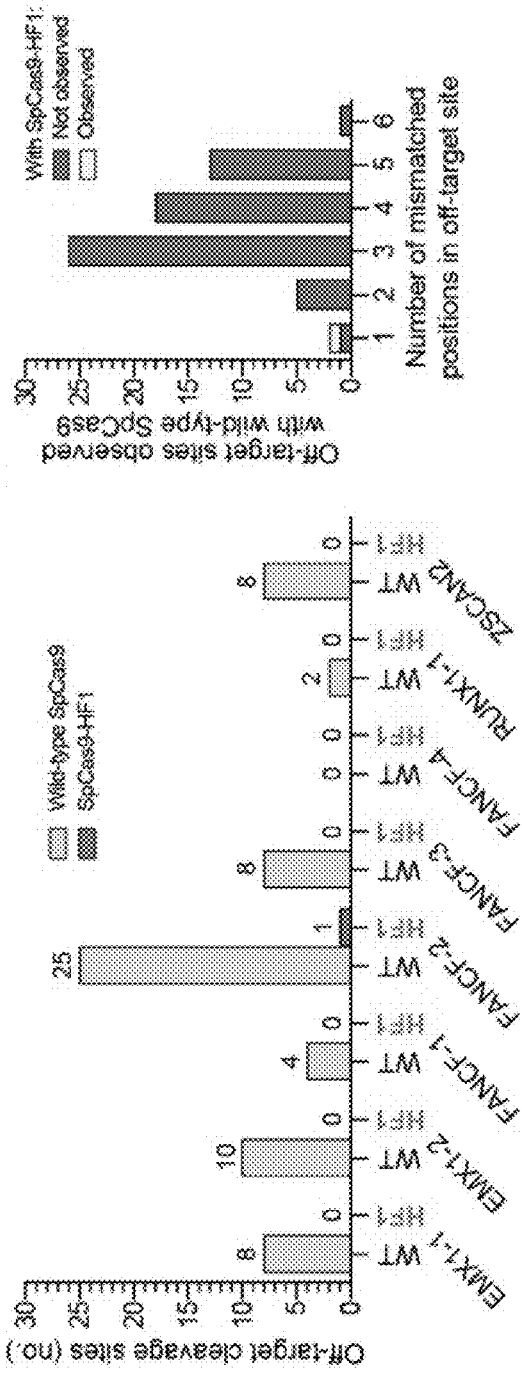 Off-target cleavage sites (no.)
30
25
20
15
10
5
0
Wild-type SpCas9
SpCas9-HF1
8 0 10 0 4 0 25 1 8 0 0 0 2 0 8 0
WT HF1 WT HF1 WT HF1 WT HF1 WT HF1 WT HF1 WT HF1 WT HF1
EMX1-1 EMX1-2 FANCF-1 FANCF-2 FANCF-3 FANCF-4 RUNX1-1 ZSCAN2
Off-target sites observed
with wild-type SpCas9
30
25
20
15
10
5
0
With SpCas9-HF1:
Not observed
Observed
1 2 3 4 5 6
Number of mismatched
positions in off-target site